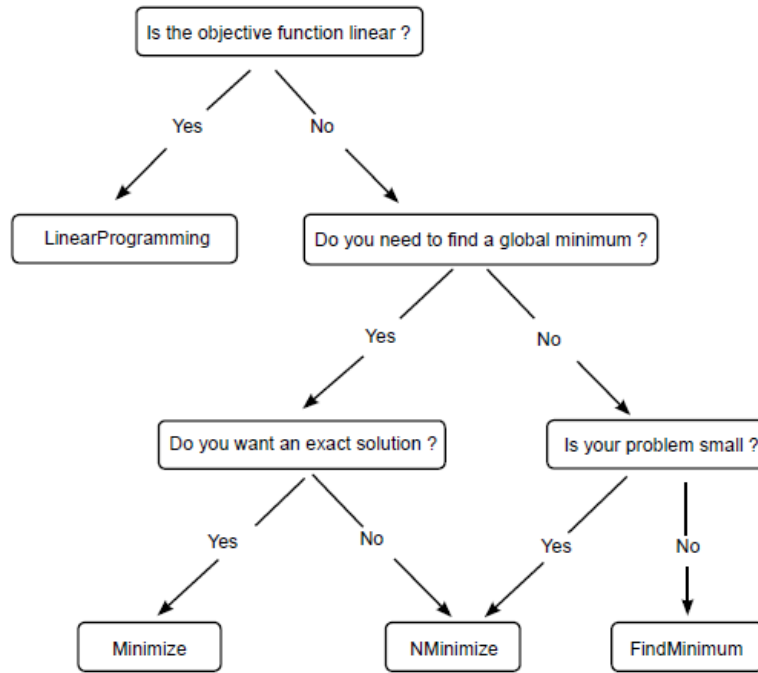 Is the objective function linear ?
Yes
No
LinearProgramming
Do you need to find a global minimum ?
Yes
No
Do you want an exact solution ?
Is your problem small ?
Yes
No
Yes
No
Minimize
NMinimize
FindMinimum